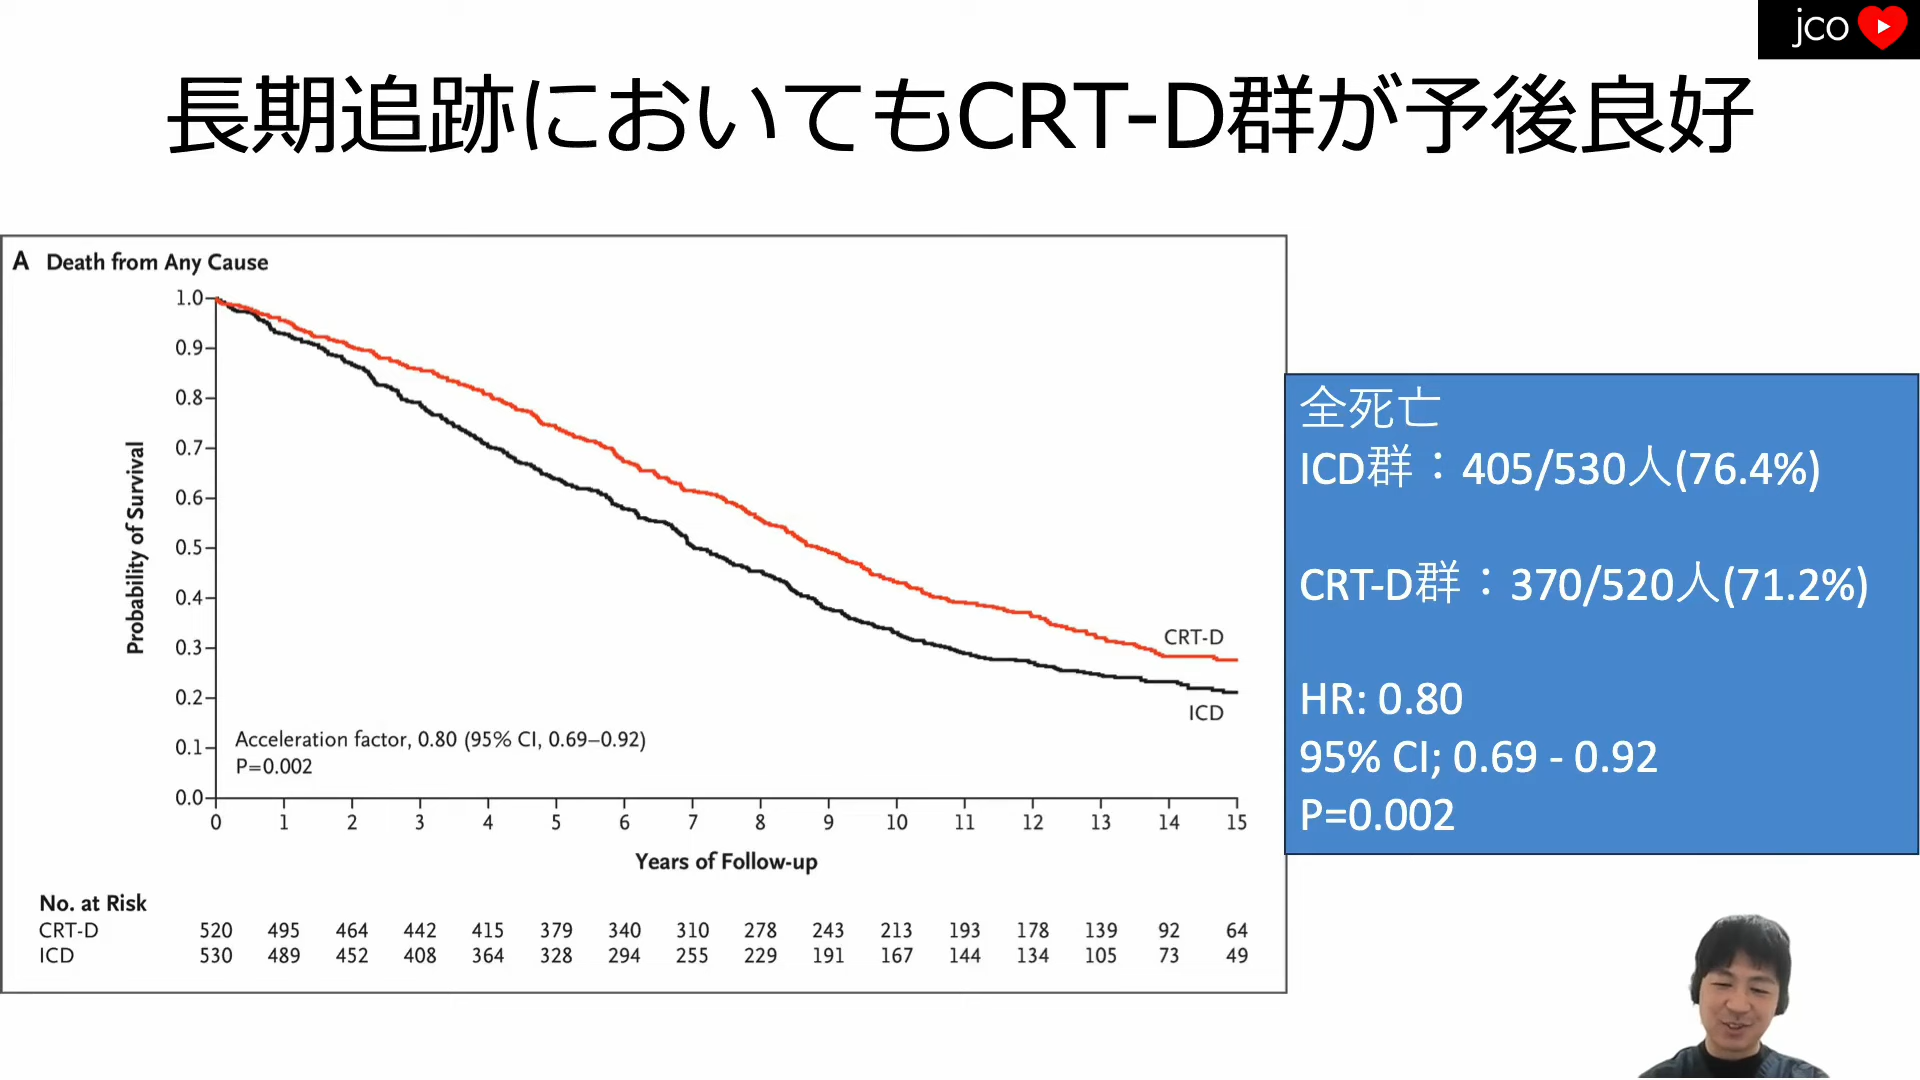 jco
長期追跡においてもCRT-D群が予後良好
A Death from Any Cause
1.0
0.9
0.8
0.7
0.6
0.5
0.4
0.3
0.2
0.1
0.0
Probability of Survival
CRT-D
ICD
Acceleration factor, 0.80 (95% CI, 0.69–0.92)
P=0.002
0 1 2 3 4 5 6 7 8 9 10 11 12 13 14 15
Years of Follow-up
No. at Risk
CRT-D 520 495 464 442 415 379 340 310 278 243 213 193 178 139 92 64
ICD 530 489 452 408 364 328 294 255 229 191 167 144 134 105 73 49
全死亡
ICD群：405/530人(76.4%)
CRT-D群：370/520人(71.2%)
HR: 0.80
95% CI; 0.69 - 0.92
P=0.002